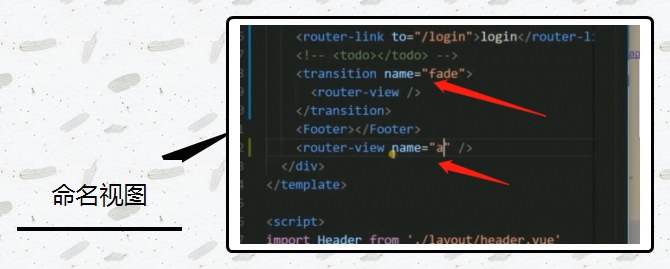 命名视图
<router-link to="/login">login</router-li
<!-- <todo></todo> -->
<transition name="fade">
<router-view />
</transition>
<Footer></Footer>
<router-view name="a" />
</div>
</template>
<script>
import Header from './layout/header.vue'